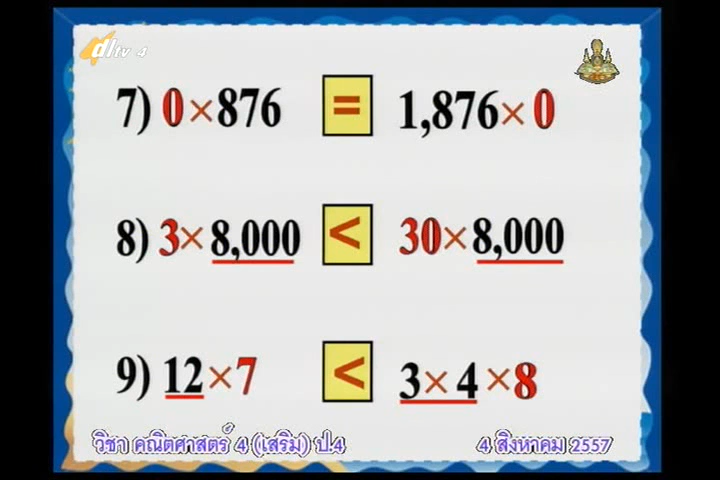 dltv 4
7) 0×876 = 1,876×0
8) 3×8,000 < 30×8,000
9) 12×7 < 3×4×8
วิชา คณิตศาสตร์ 4 (เสริม) ป.4 4 สิงหาคม 2557